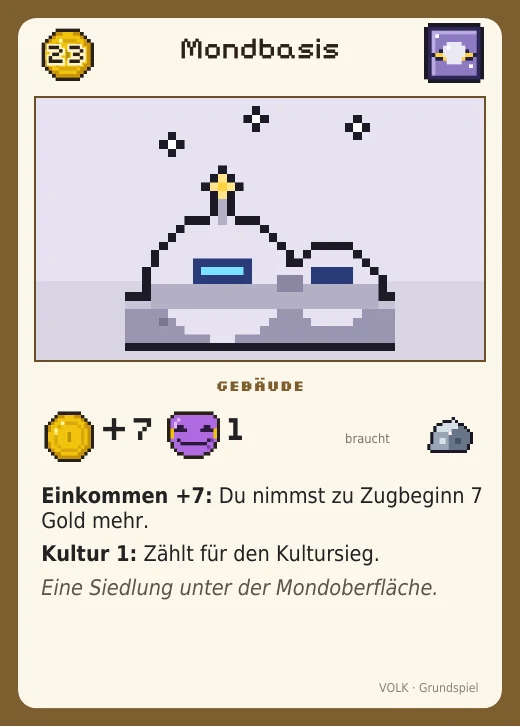 23
Mondbasis
GEBÄUDE
+7
1
braucht
Einkommen +7: Du nimmst zu Zugbeginn 7
Gold mehr.
Kultur 1: Zählt für den Kultursieg.
Eine Siedlung unter der Mondoberfläche.
VOLK · Grundspiel